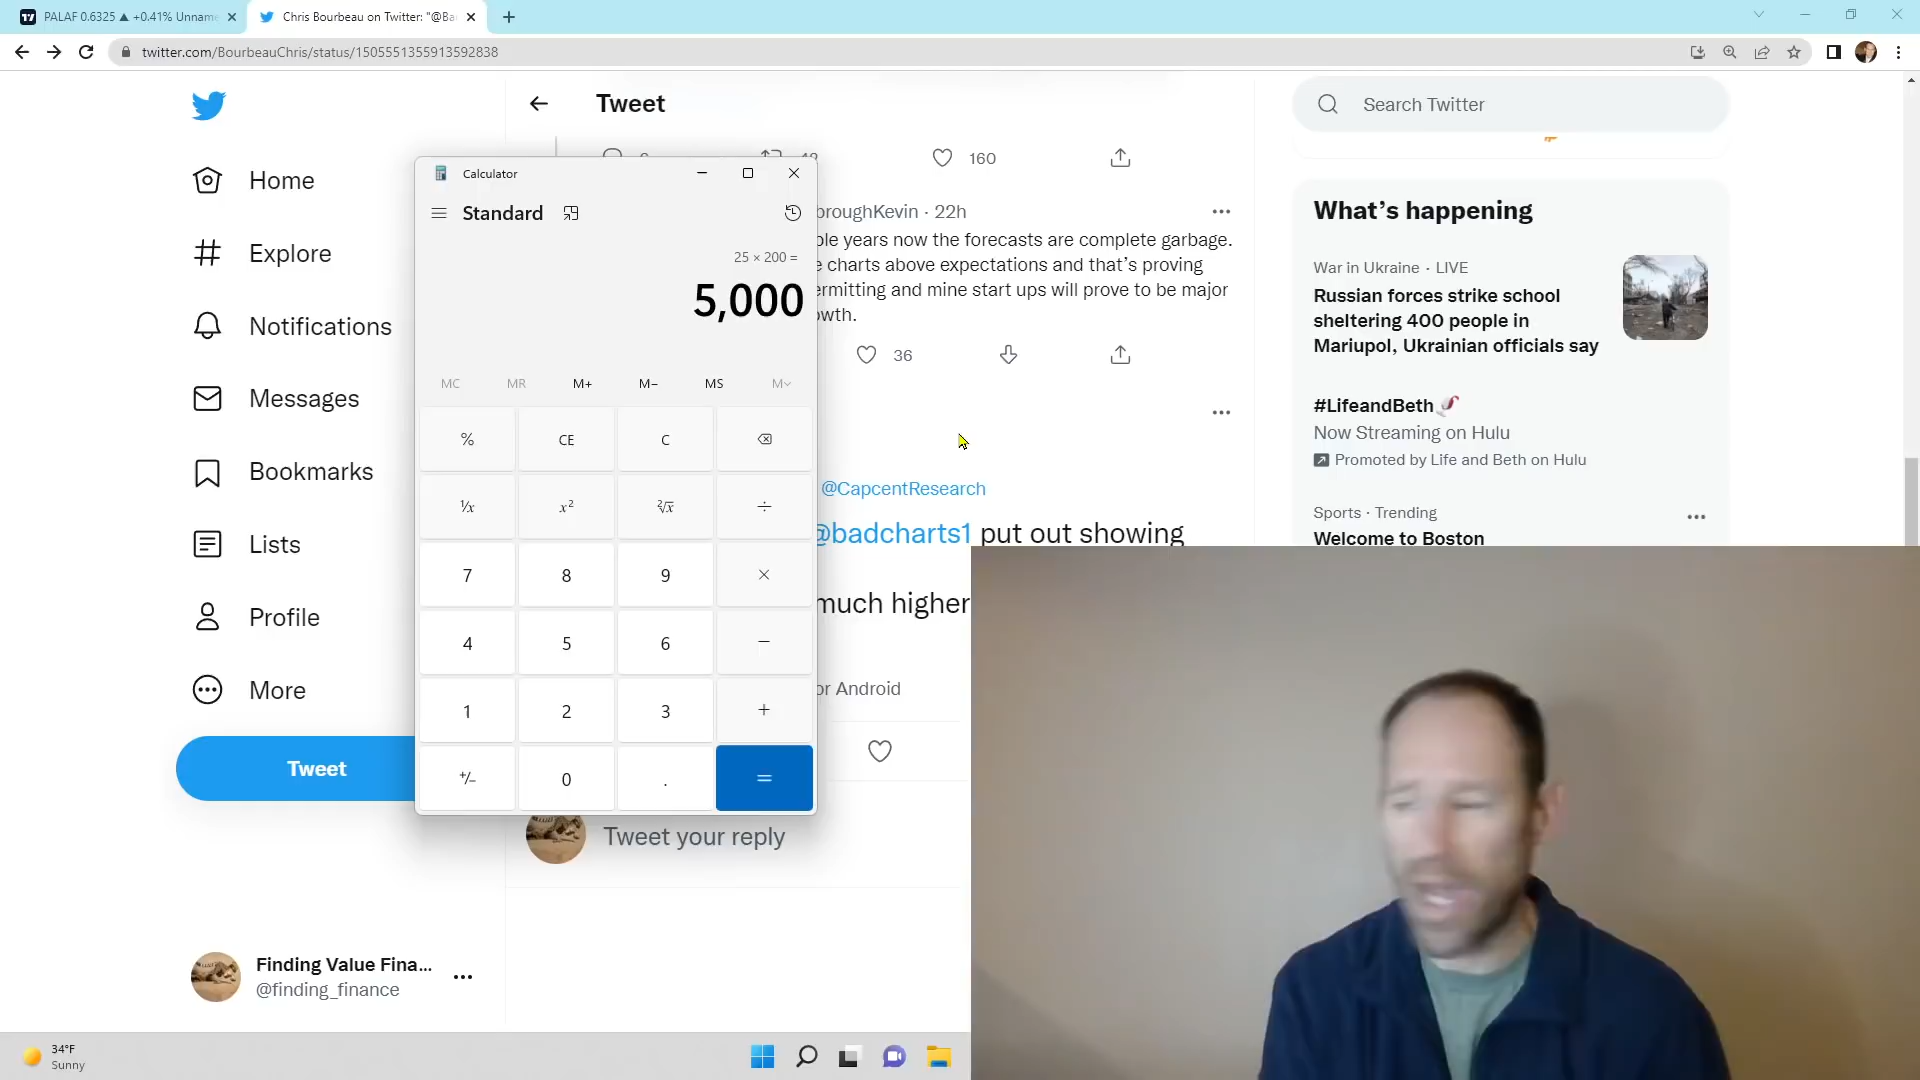 PALAF 0.6325 ▲ +0.41% Unnam
Chris Bourbeau on Twitter: "@Ba
twitter.com/BourbeauChris/status/1505551355913592838
Tweet
Search Twitter
160
Home
Explore
Notifications
Messages
Bookmarks
Lists
Profile
More
Tweet
Finding Value Fina...
@finding_finance
Calculator
Standard
25 × 200 =
5,000
MC MR M+ M− MS M
% CE C
¹/x x² ²√x ÷
7 8 9 ×
4 5 6 −
1 2 3 +
+/− 0 . =
broughKevin · 22h
ple years now the forecasts are complete garbage.
e charts above expectations and that's proving
ermitting and mine start ups will prove to be major
owth.
36
@CapcentResearch
@badcharts1 put out showing
much higher
or Android
Tweet your reply
What's happening
War in Ukraine · LIVE
Russian forces strike school
sheltering 400 people in
Mariupol, Ukrainian officials say
#LifeandBeth
Now Streaming on Hulu
Promoted by Life and Beth on Hulu
Sports · Trending
Welcome to Boston
34°F
Sunny